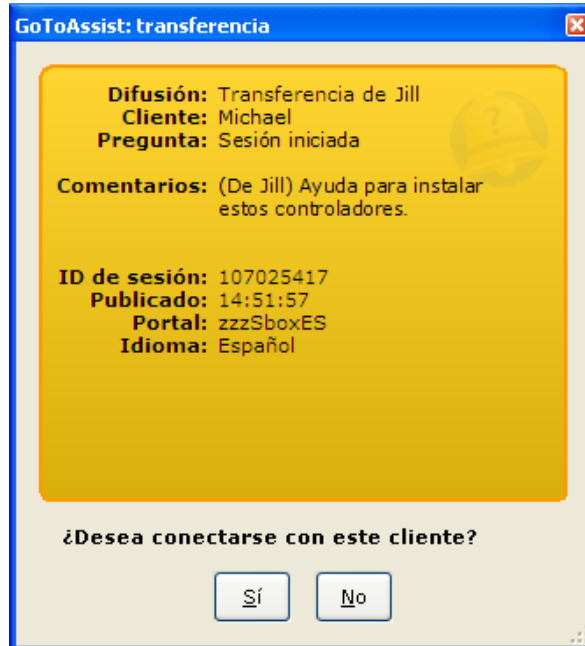 GoToAssist: transferencia
Difusión: Transferencia de Jill
Cliente: Michael
Pregunta: Sesión iniciada
Comentarios: (De Jill) Ayuda para instalar
estos controladores.
ID de sesión: 107025417
Publicado: 14:51:57
Portal: zzzSboxES
Idioma: Español
¿Desea conectarse con este cliente?
Sí
No